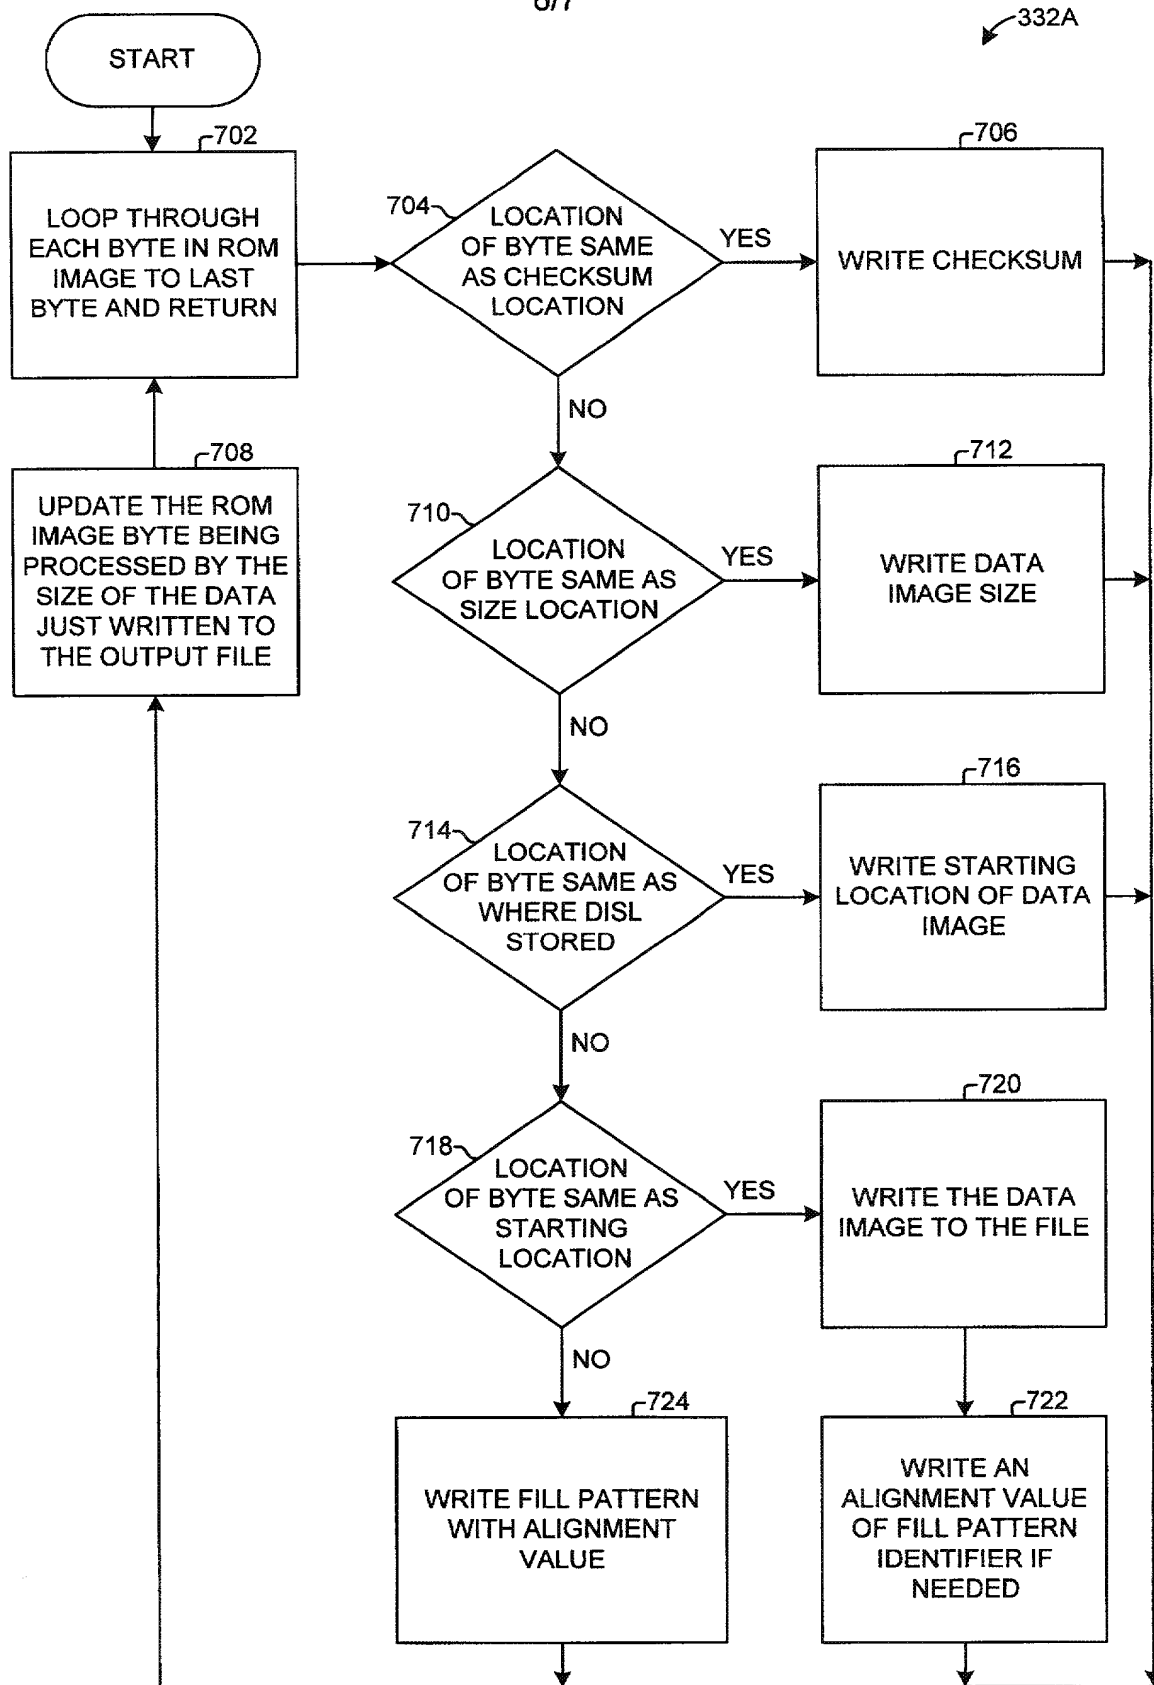 6/7
332A
START
702
LOOP THROUGH
EACH BYTE IN ROM
IMAGE TO LAST
BYTE AND RETURN
704
LOCATION
OF BYTE SAME
AS CHECKSUM
LOCATION
YES
706
WRITE CHECKSUM
NO
708
UPDATE THE ROM
IMAGE BYTE BEING
PROCESSED BY THE
SIZE OF THE DATA
JUST WRITTEN TO
THE OUTPUT FILE
710
LOCATION
OF BYTE SAME AS
SIZE LOCATION
YES
712
WRITE DATA
IMAGE SIZE
NO
714
LOCATION
OF BYTE SAME AS
WHERE DISL
STORED
YES
716
WRITE STARTING
LOCATION OF DATA
IMAGE
NO
718
LOCATION
OF BYTE SAME AS
STARTING
LOCATION
YES
720
WRITE THE DATA
IMAGE TO THE FILE
NO
724
WRITE FILL PATTERN
WITH ALIGNMENT
VALUE
722
WRITE AN
ALIGNMENT VALUE
OF FILL PATTERN
IDENTIFIER IF
NEEDED